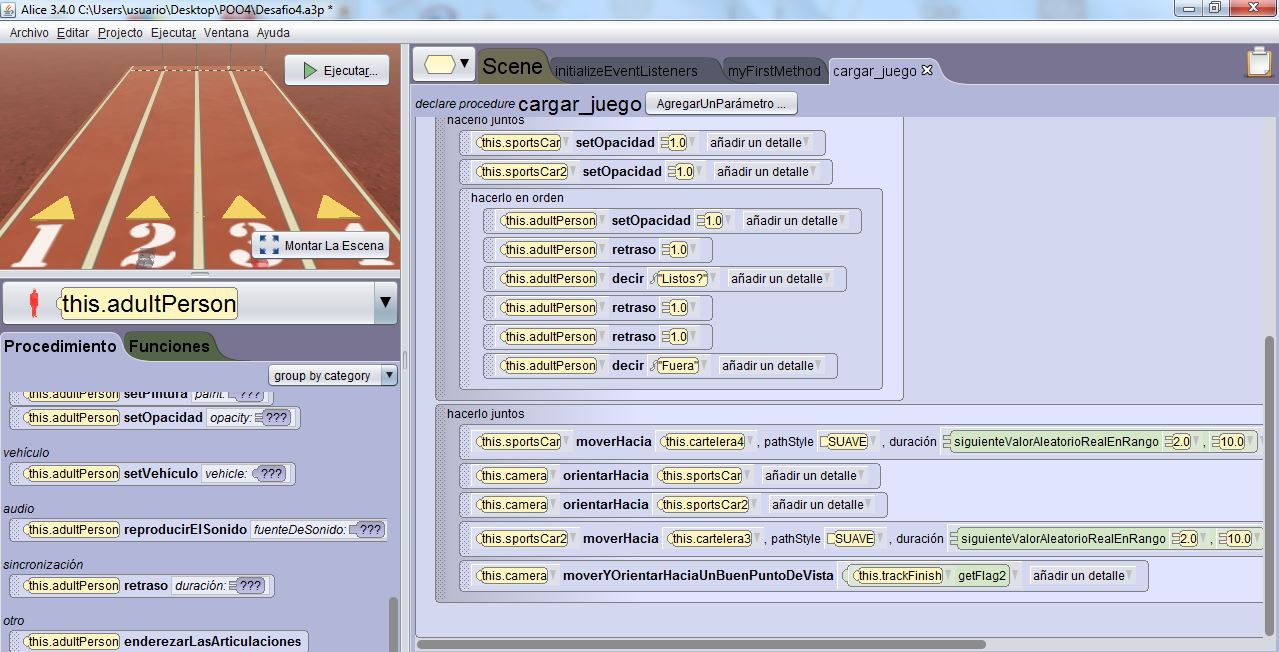 Alice 3.4.0 C:\Users\usuario\Desktop\POO4\Desafio4.a3p *
Archivo Editar Proyecto Ejecutar Ventana Ayuda
Ejecutar...
1 2 3 4
Montar La Escena
this.adultPerson
Procedimiento Funciones
group by category
this.adultPerson setPintura paint: ???
this.adultPerson setOpacidad opacity: ???
vehículo
this.adultPerson setVehículo vehicle: ???
audio
this.adultPerson reproducirElSonido fuenteDeSonido: ???
sincronización
this.adultPerson retraso duración: ???
otro
this.adultPerson enderezarLasArticulaciones
Scene initializeEventListeners myFirstMethod cargar_juego
declare procedure cargar_juego AgregarUnParámetro ...
hacerlo juntos
this.sportsCar setOpacidad 1.0 añadir un detalle
this.sportsCar2 setOpacidad 1.0 añadir un detalle
hacerlo en orden
this.adultPerson setOpacidad 1.0 añadir un detalle
this.adultPerson retraso 1.0
this.adultPerson decir "Listos?" añadir un detalle
this.adultPerson retraso 1.0
this.adultPerson retraso 1.0
this.adultPerson decir "Fuera" añadir un detalle
hacerlo juntos
this.sportsCar moverHacia this.cartelera4 , pathStyle SUAVE , duración siguienteValorAleatorioRealEnRango 2.0 , 10.0
this.camera orientarHacia this.sportsCar añadir un detalle
this.camera orientarHacia this.sportsCar2 añadir un detalle
this.sportsCar2 moverHacia this.cartelera3 , pathStyle SUAVE , duración siguienteValorAleatorioRealEnRango 2.0 , 10.0
this.camera moverYOrientarHaciaUnBuenPuntoDeVista this.trackFinish getFlag2 añadir un detalle